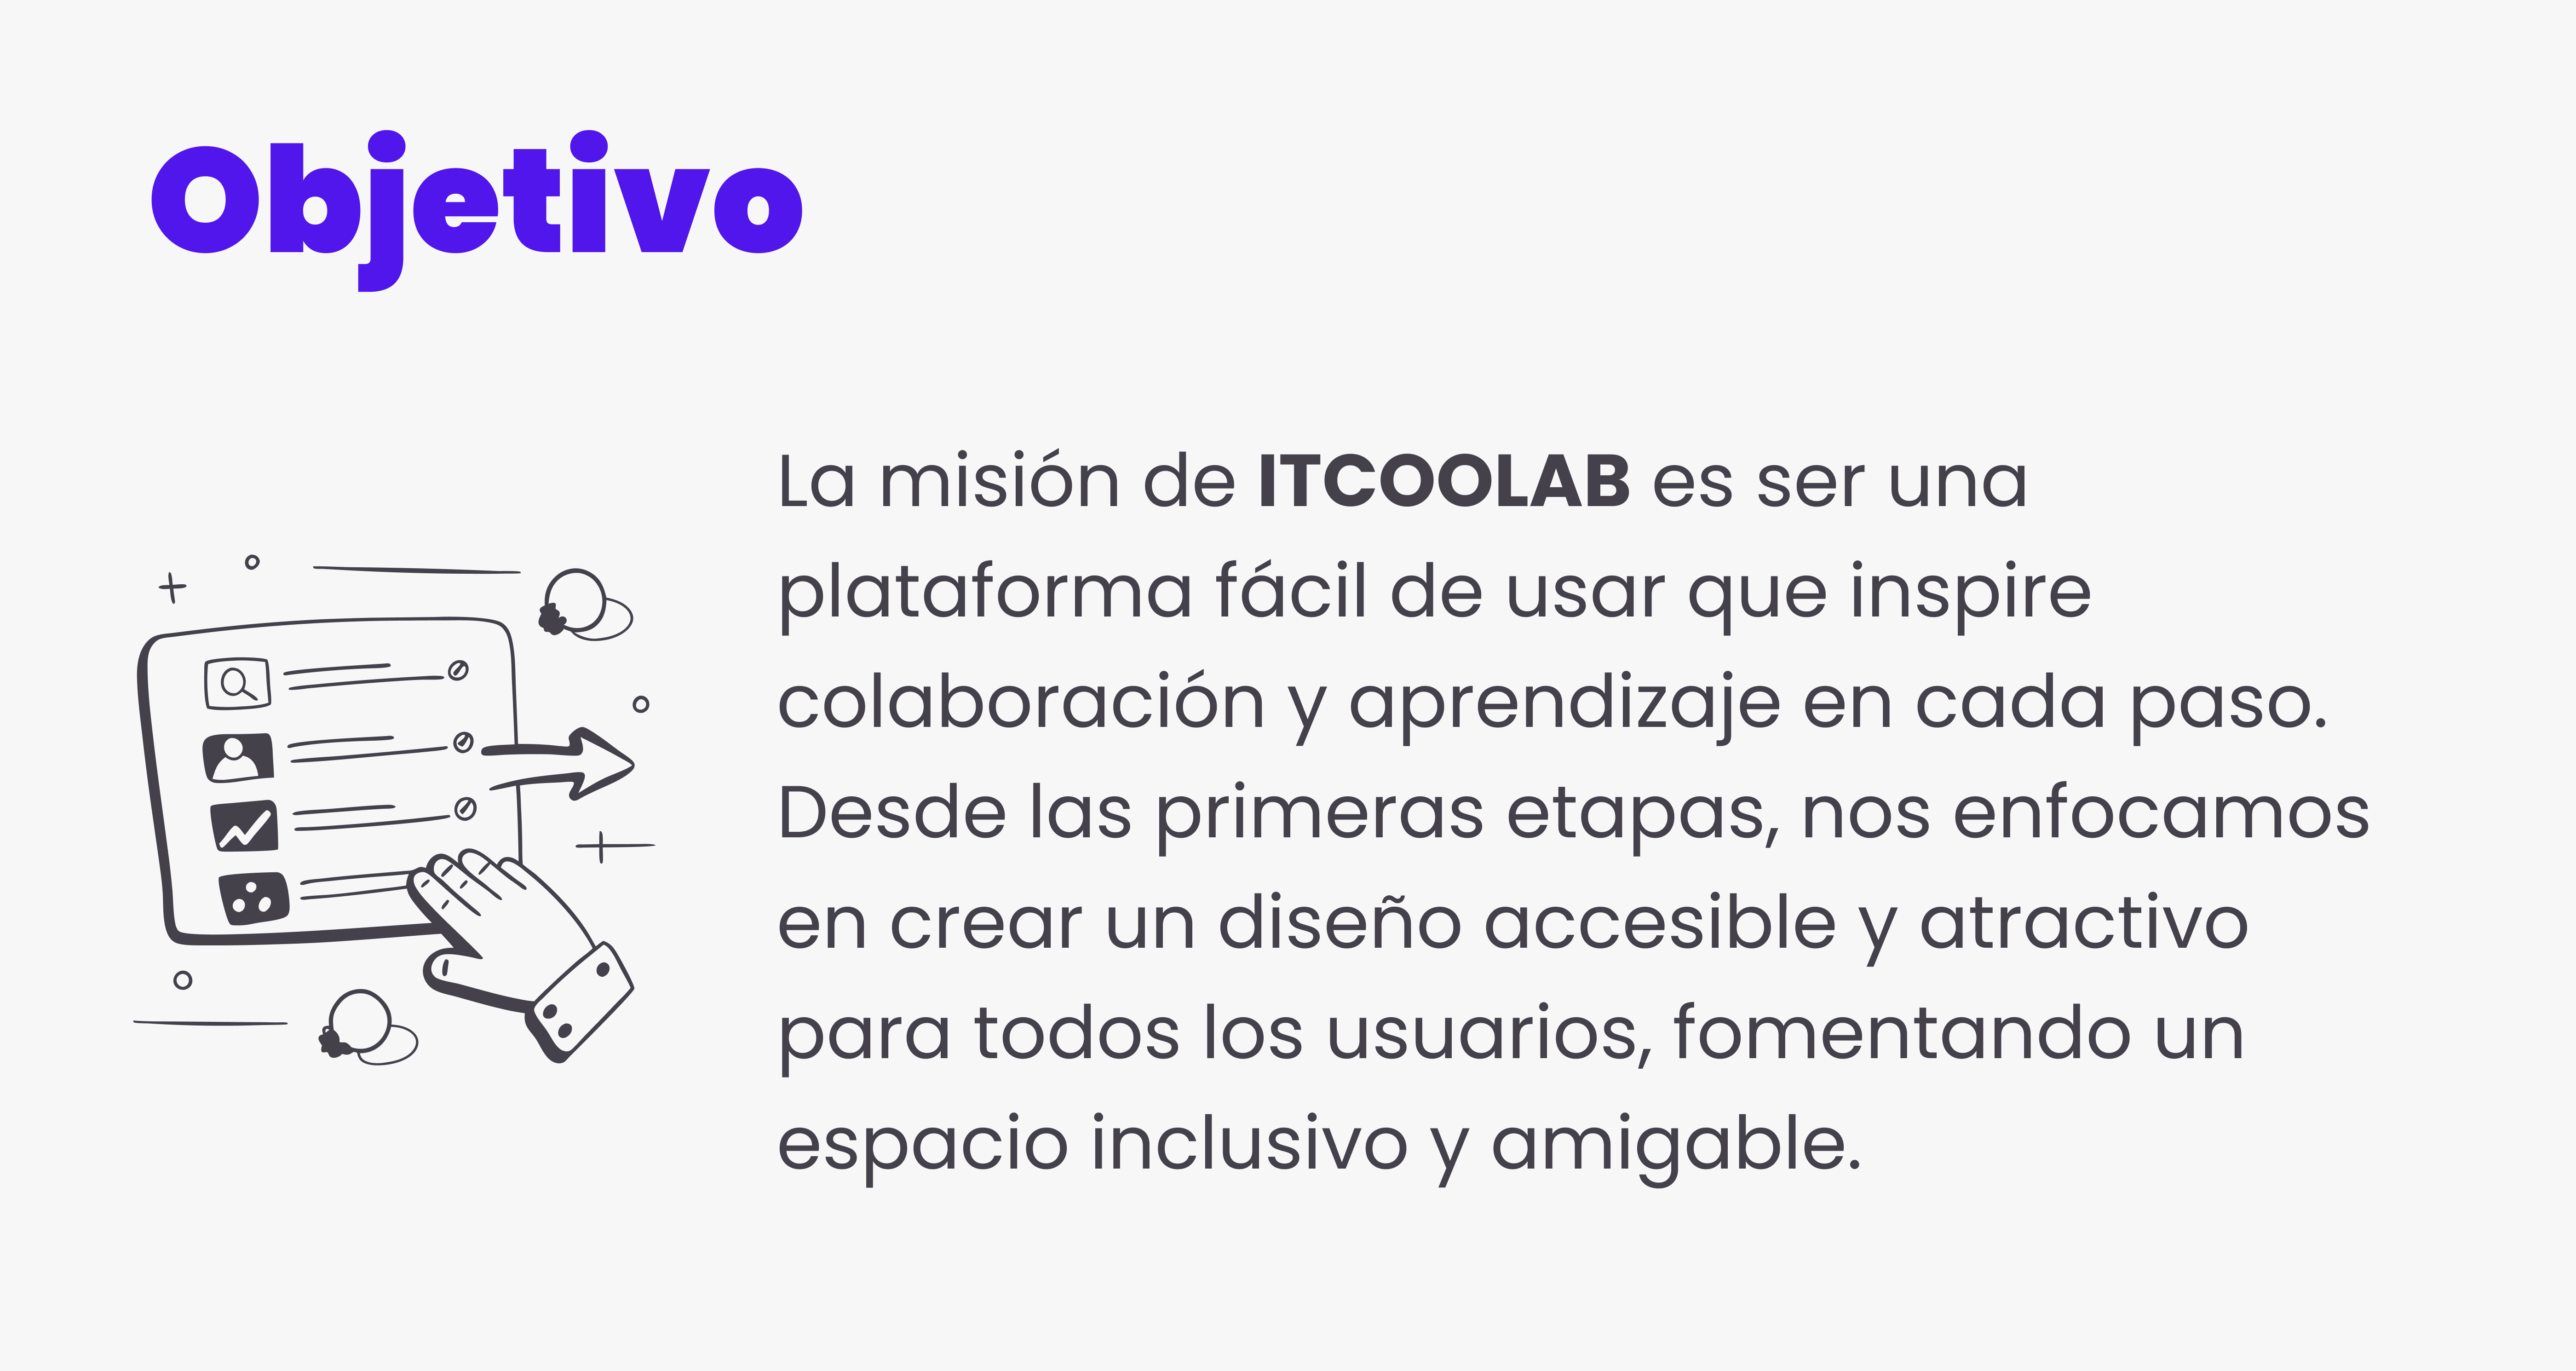 Objetivo
La misión de ITCOOLAB es ser una
plataforma fácil de usar que inspire
colaboración y aprendizaje en cada paso.
Desde las primeras etapas, nos enfocamos
en crear un diseño accesible y atractivo
para todos los usuarios, fomentando un
espacio inclusivo y amigable.